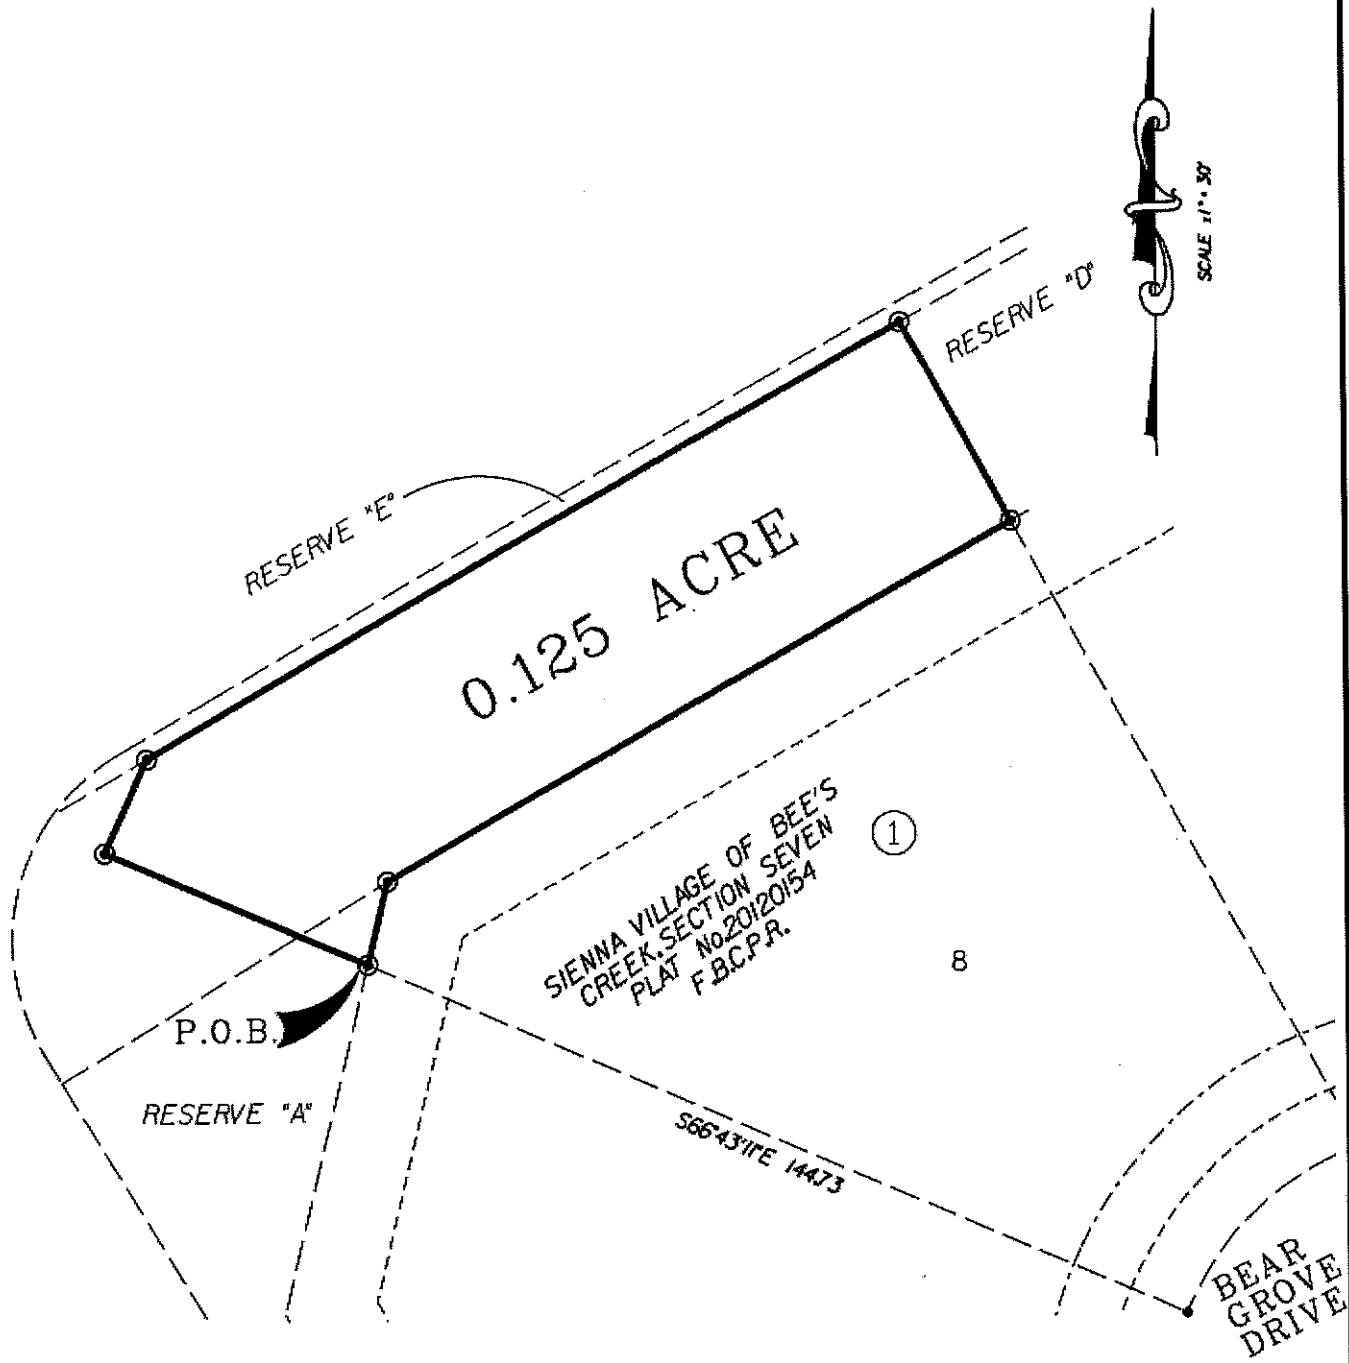 SCALE 1" = 30'
RESERVE "D"
RESERVE "E"
0.125 ACRE
SIENNA VILLAGE OF BEE'S
CREEK, SECTION SEVEN
PLAT No.20120154
F.B.C.P.R.
1
8
P.O.B.
RESERVE "A"
S66°43'11"E 144.73
BEAR
GROVE
DRIVE